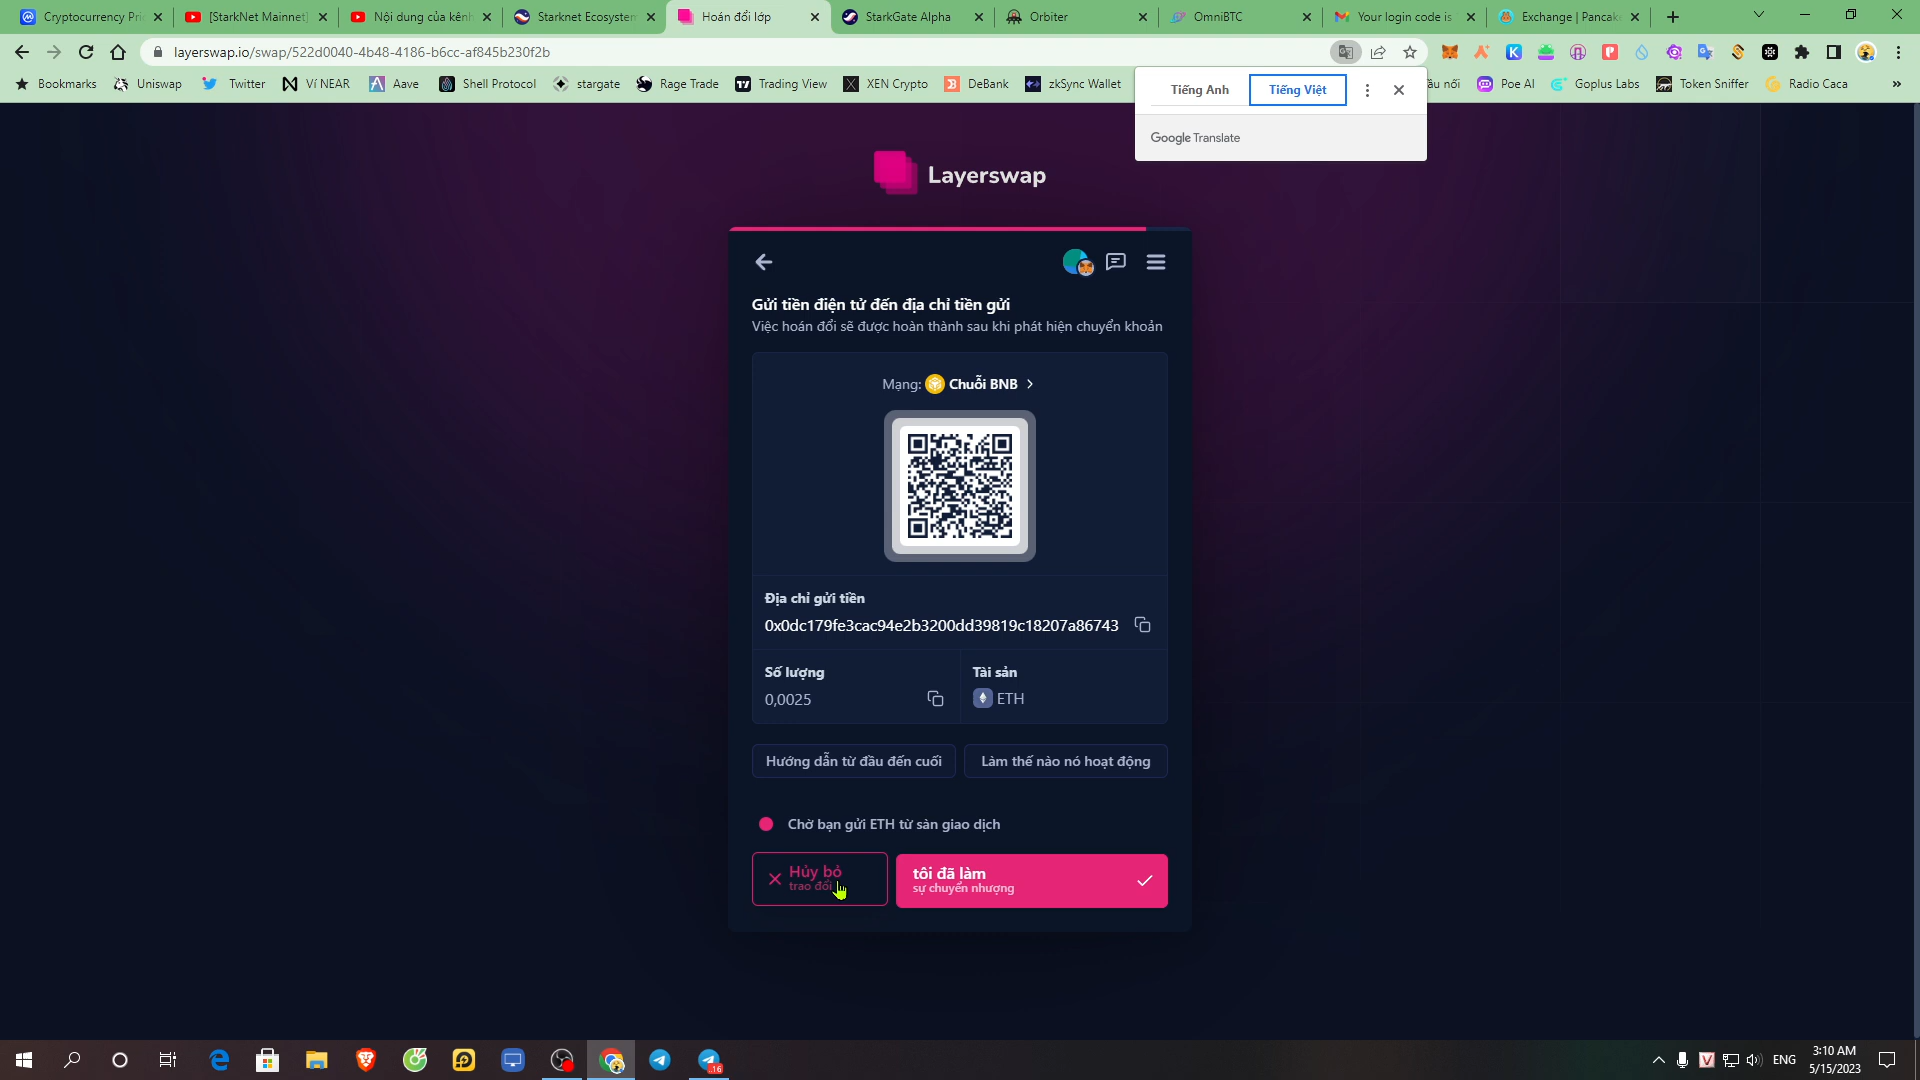 Cryptocurrency Pri
[StarkNet Mainnet]
Nội dung của kênh
Starknet Ecosystem
Hoán đổi lớp
StarkGate Alpha
Orbiter
OmniBTC
Your login code is
Exchange | Pancak
layerswap.io/swap/522d0040-4b48-4186-b6cc-af845b230f2b
Bookmarks
Uniswap
Twitter
Ví NEAR
Aave
Shell Protocol
stargate
Rage Trade
Trading View
XEN Crypto
DeBank
zkSync Wallet
Tiếng Anh
Tiếng Việt
ầu nối
Poe AI
Goplus Labs
Token Sniffer
Radio Caca
»
Google Translate
Layerswap
Gửi tiền điện tử đến địa chỉ tiền gửi
Việc hoán đổi sẽ được hoàn thành sau khi phát hiện chuyển khoản
Mạng: Chuỗi BNB
Địa chỉ gửi tiền
0x0dc179fe3cac94e2b3200dd39819c18207a86743
Số lượng
Tài sản
0,0025
ETH
Hướng dẫn từ đầu đến cuối
Làm thế nào nó hoạt động
Chờ bạn gửi ETH từ sàn giao dịch
Hủy bỏ
trao đổi
tôi đã làm
sự chuyển nhượng
16
ENG
3:10 AM
5/15/2023